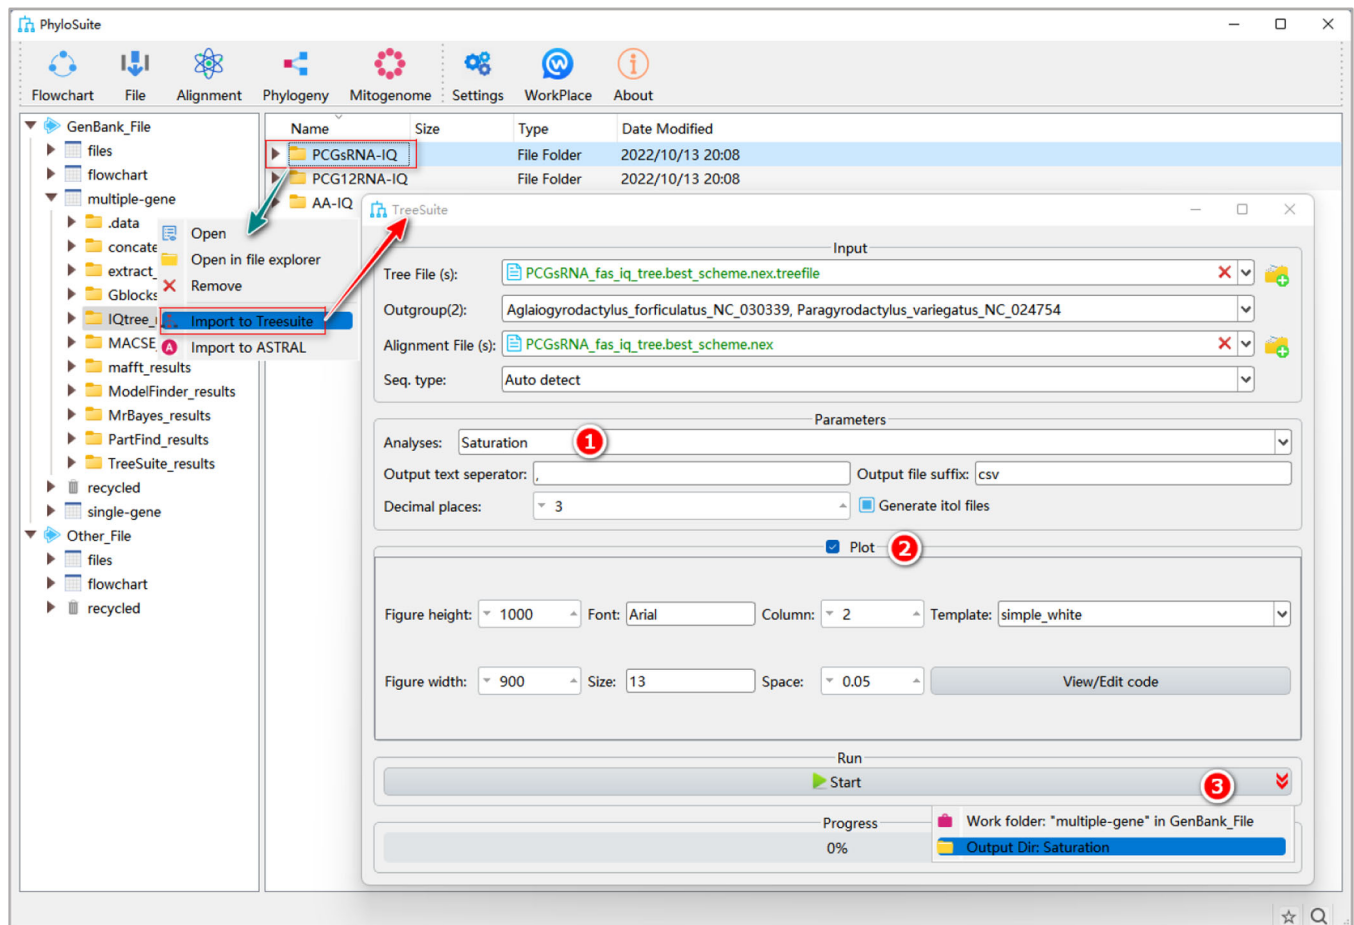 PhyloSuite
Flowchart File Alignment Phylogeny Mitogenome Settings WorkPlace About
GenBank_File
files
flowchart
multiple-gene
.data
concate
extract_
Gblocks
IQtree_
MACSE_
mafft_results
ModelFinder_results
MrBayes_results
PartFind_results
TreeSuite_results
recycled
single-gene
Other_File
files
flowchart
recycled
Name Size Type Date Modified
PCGsRNA-IQ File Folder 2022/10/13 20:08
PCG12RNA-IQ File Folder 2022/10/13 20:08
AA-IQ
Open
Open in file explorer
Remove
Import to Treesuite
A Import to ASTRAL
TreeSuite
Input
Tree File (s): PCGsRNA_fas_iq_tree.best_scheme.nex.treefile
Outgroup(2): Aglaiogyrodactylus_forficulatus_NC_030339, Paragyrodactylus_variegatus_NC_024754
Alignment File (s): PCGsRNA_fas_iq_tree.best_scheme.nex
Seq. type: Auto detect
Parameters
Analyses: Saturation 1
Output text seperator: , Output file suffix: csv
Decimal places: 3 Generate itol files
Plot 2
Figure height: 1000 Font: Arial Column: 2 Template: simple_white
Figure width: 900 Size: 13 Space: 0.05 View/Edit code
Run
Start 3
Progress
0%
Work folder: "multiple-gene" in GenBank_File
Output Dir: Saturation